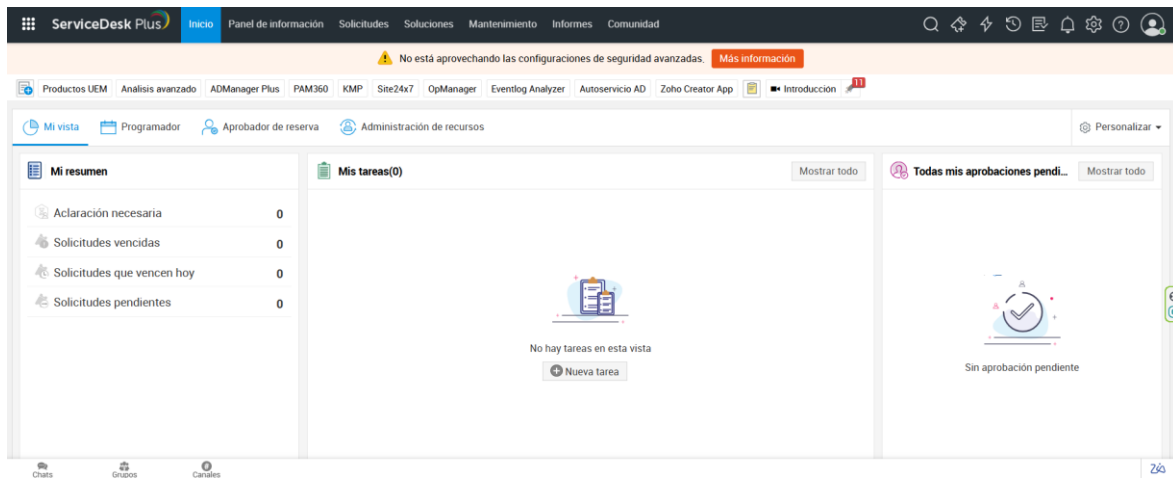 ServiceDesk Plus Inicio Panel de información Solicitudes Soluciones Mantenimiento Informes Comunidad
No está aprovechando las configuraciones de seguridad avanzadas. Más información
Productos UEM Análisis avanzado ADManager Plus PAM360 KMP Site24x7 OpManager Eventlog Analyzer Autoservicio AD Zoho Creator App Introducción 11
Mi vista Programador Aprobador de reserva Administración de recursos Personalizar
Mi resumen
Aclaración necesaria 0
Solicitudes vencidas 0
Solicitudes que vencen hoy 0
Solicitudes pendientes 0
Mis tareas(0) Mostrar todo
No hay tareas en esta vista
Nueva tarea
Todas mis aprobaciones pendi... Mostrar todo
Sin aprobación pendiente
Chats Grupos Canales Zia